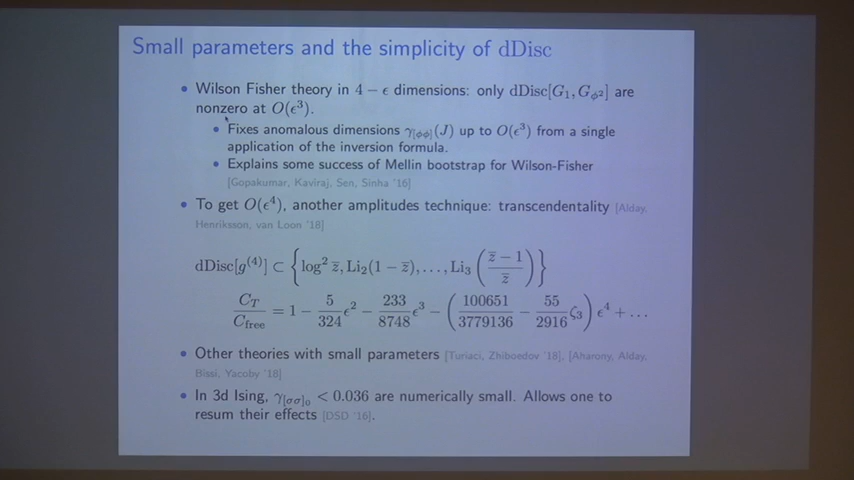 Small parameters and the simplicity of dDisc
• Wilson Fisher theory in 4 − ϵ dimensions: only dDisc[G₁, G_ϕ²] are
nonzero at O(ϵ³).
• Fixes anomalous dimensions γ_[ϕϕ](J) up to O(ϵ³) from a single
application of the inversion formula.
• Explains some success of Mellin bootstrap for Wilson-Fisher
[Gopakumar, Kaviraj, Sen, Sinha '16]
• To get O(ϵ⁴), another amplitudes technique: transcendentality [Alday,
Henriksson, van Loon '18]
dDisc[g⁽⁴⁾] ⊂ {log² z̄, Li₂(1 − z̄), …, Li₃((z̄ − 1)/z̄)}
C_T/C_free = 1 − 5/324 ϵ² − 233/8748 ϵ³ − (100651/3779136 − 55/2916 ζ₃) ϵ⁴ + …
• Other theories with small parameters [Turiaci, Zhiboedov '18], [Aharony, Alday,
Bissi, Yacoby '18]
• In 3d Ising, γ_[σσ]₀ < 0.036 are numerically small. Allows one to
resum their effects [DSD '16].